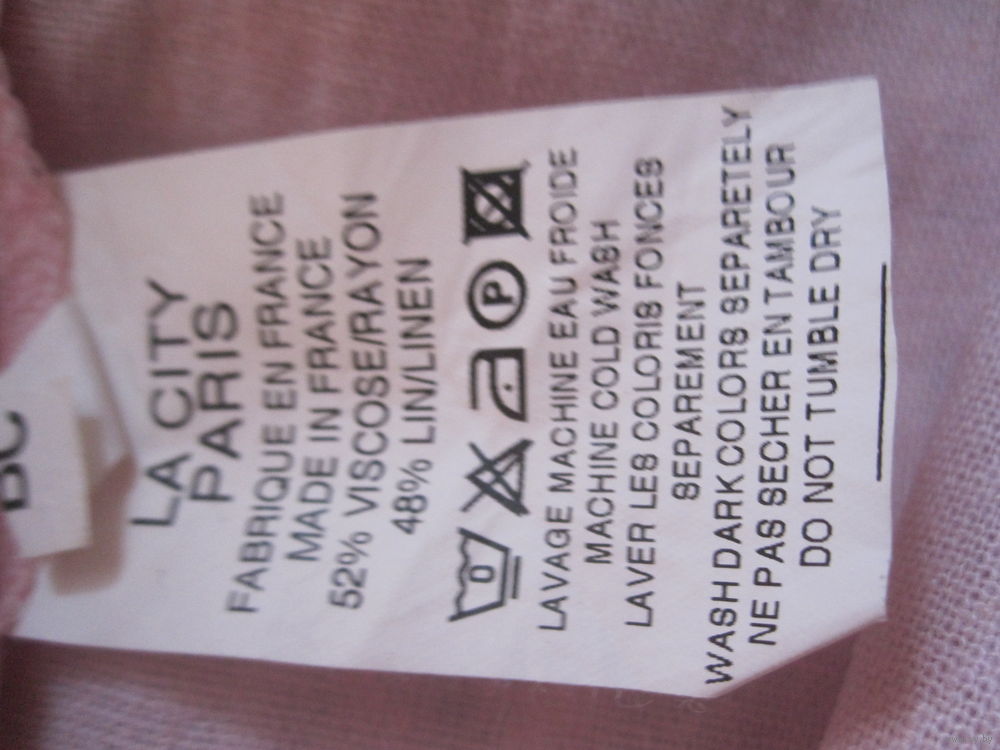 LA CITY
PARIS
FABRIQUE EN FRANCE
MADE IN FRANCE
52% VISCOSE/RAYON
48% LIN/LINEN
0 P
LAVAGE MACHINE EAU FROIDE
MACHINE COLD WASH
LAVER LES COLORIS FONCES
SEPAREMENT
WASH DARK COLORS SEPARETELY
NE PAS SECHER EN TAMBOUR
DO NOT TUMBLE DRY